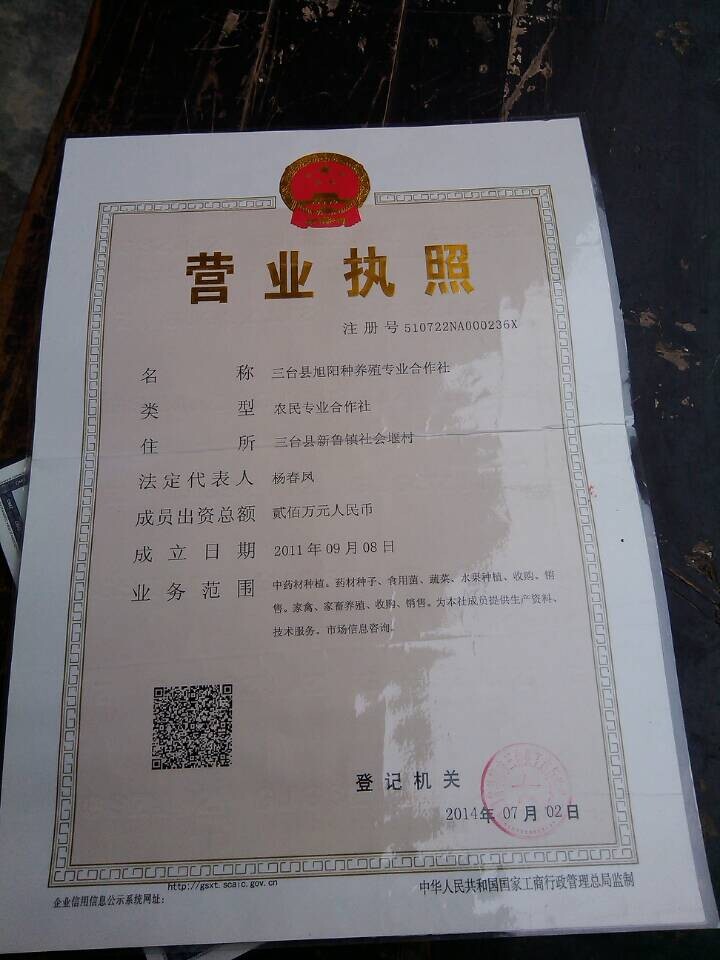 营业执照
注册号 510722NA000236X
名称 三台县旭阳种养殖专业合作社
类型 农民专业合作社
住所 三台县新鲁镇社会堰村
法定代表人 杨春凤
成员出资总额 贰佰万元人民币
成立日期 2011年09月08日
业务范围 中药材种植。药材种子、食用菌、蔬菜、水果种植、收购、销
售。家禽、家畜养殖、收购、销售。为本社成员提供生产资料、
技术服务。市场信息咨询。
登记机关
2014年07月02日
http://gsxt.scaic.gov.cn
企业信用信息公示系统网址:
中华人民共和国国家工商行政管理总局监制